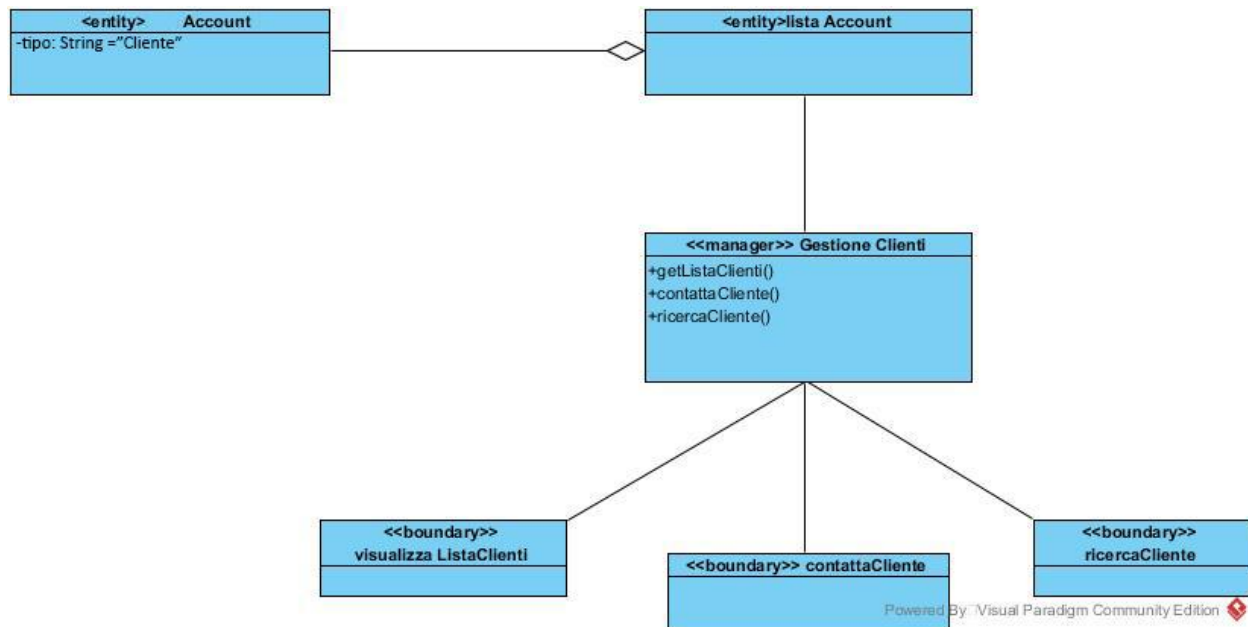 <entity> Account
-tipo: String ="Cliente"
<entity>lista Account
<<manager>> Gestione Clienti
+getListaClienti()
+contattaCliente()
+ricercaCliente()
<<boundary>>
visualizza ListaClienti
<<boundary>> contattaCliente
<<boundary>>
ricercaCliente
Powered By Visual Paradigm Community Edition